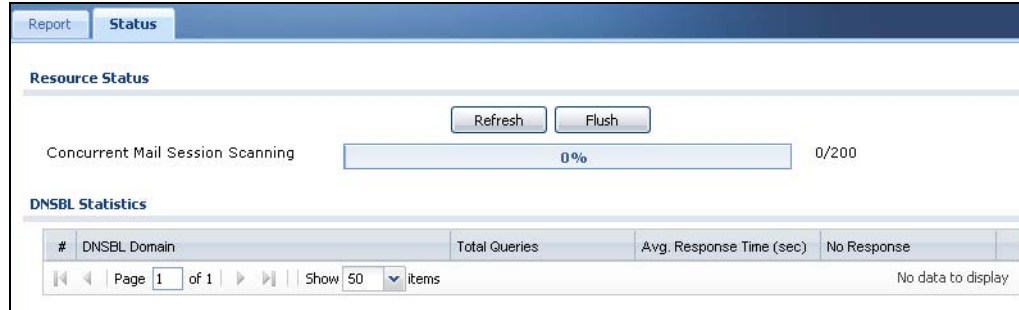 Report Status
Resource Status
Refresh Flush
Concurrent Mail Session Scanning 0% 0/200
DNSBL Statistics
# DNSBL Domain Total Queries Avg. Response Time (sec) No Response
Page 1 of 1 Show 50 items No data to display